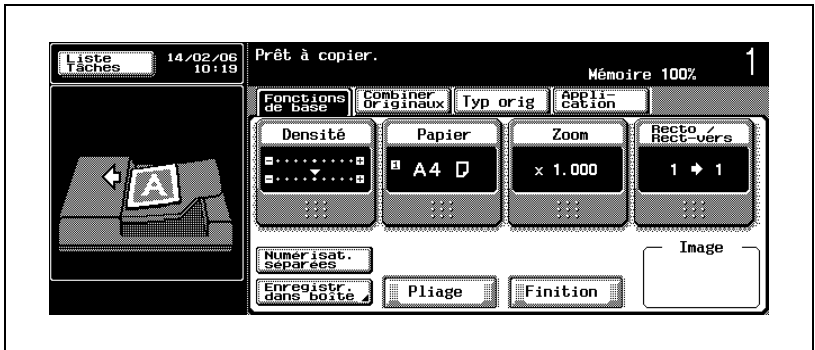 Liste
Tâches
14/02/06
10:19
Prêt à copier.
Mémoire 100%
1
Fonctions
de base
Combiner
Originaux
Typ orig
Appli-
cation
Densité
Papier
Zoom
Recto /
Rect-vers
1 A4
x 1.000
1 → 1
A
Numérisat.
séparées
Enregistr.
dans boîte
Pliage
Finition
Image